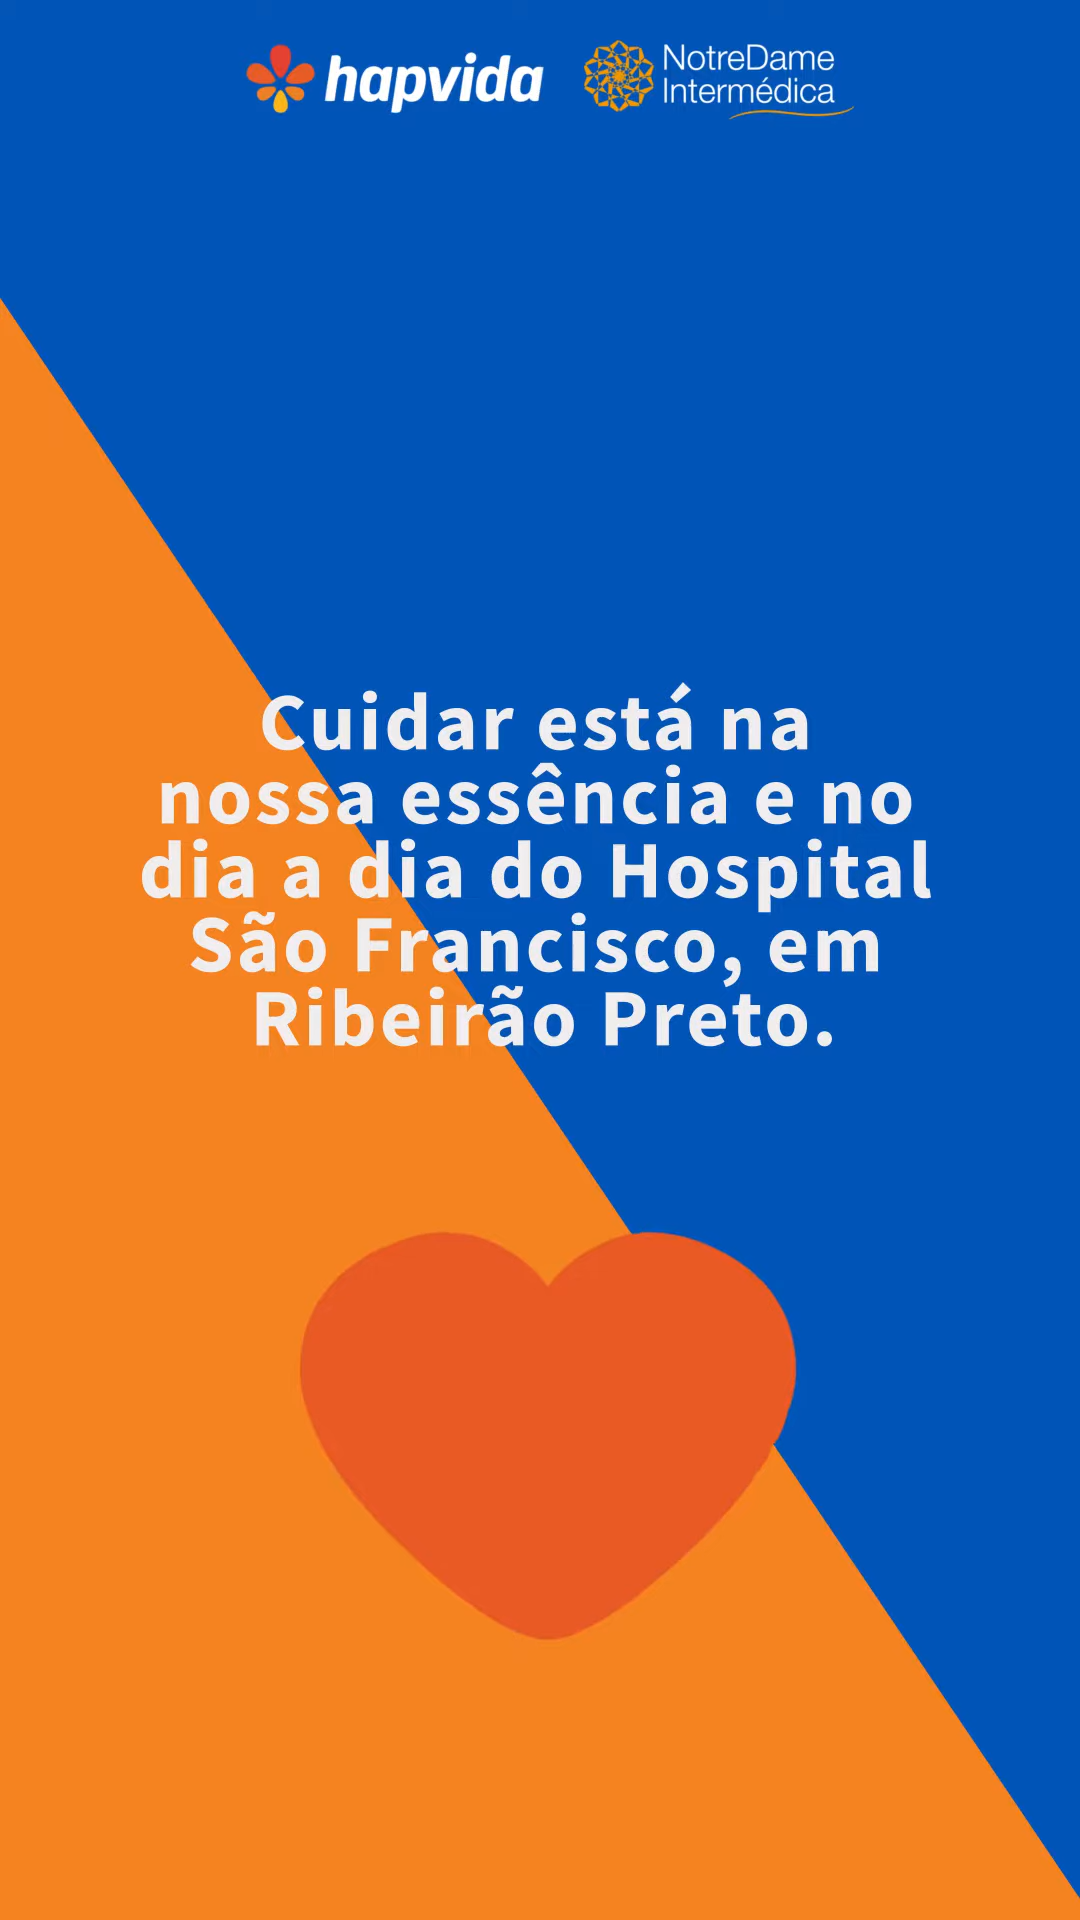 hapvida
NotreDame
Intermédica
Cuidar está na
nossa essência e no
dia a dia do Hospital
São Francisco, em
Ribeirão Preto.